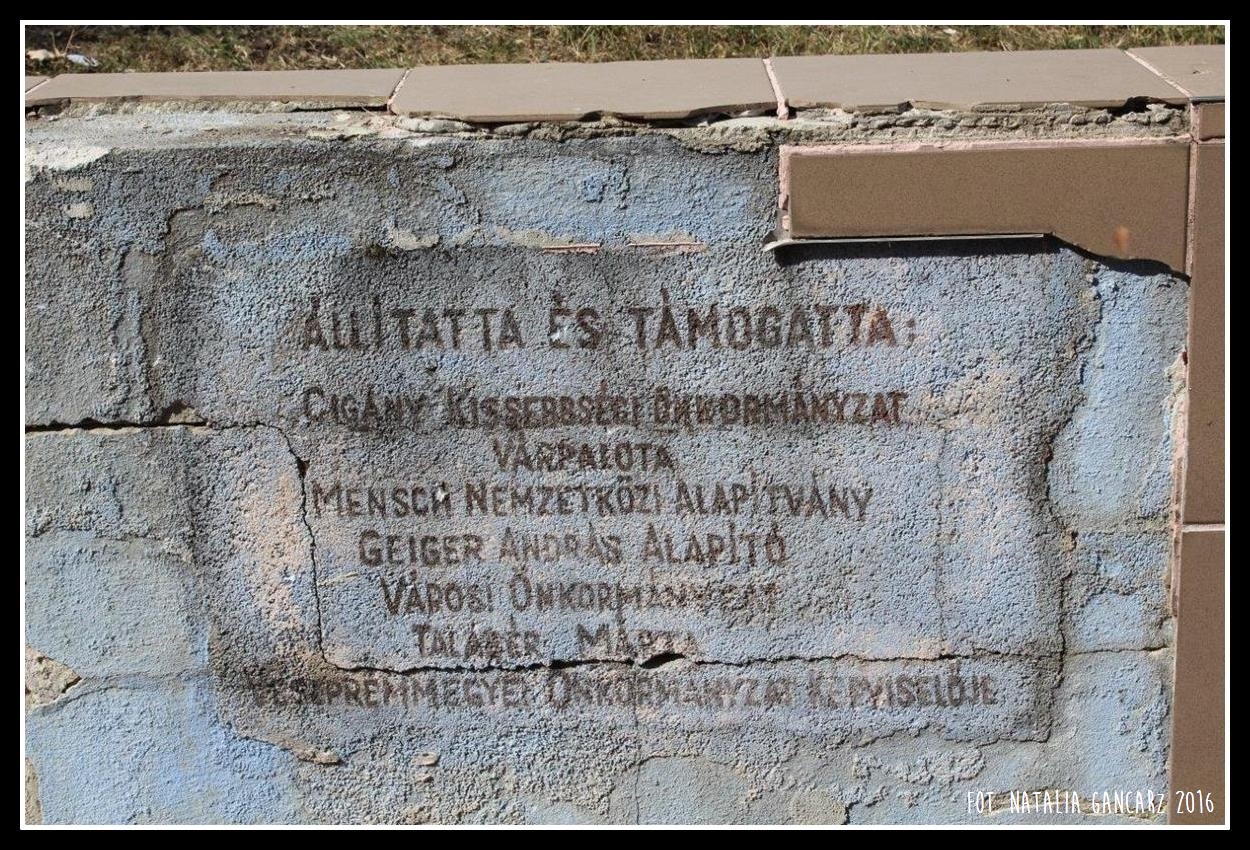 ÁLLÍTATTA ÉS TÁMOGATTA:
CIGÁNY KISSEBBSÉGI ÖNKORMÁNYZAT
VÁRPALOTA
MENSCH NEMZETKÖZI ALAPÍTVÁNY
GEIGER ANDRÁS ALAPÍTÓ
VÁROSI ÖNKORMÁNYZAT
TALABÉR MÁRTA
VESZPRÉMMEGYEI ÖNKORMÁNYZAT KÉPVISELŐJE
FOT. NATALIA GANCARZ 2016